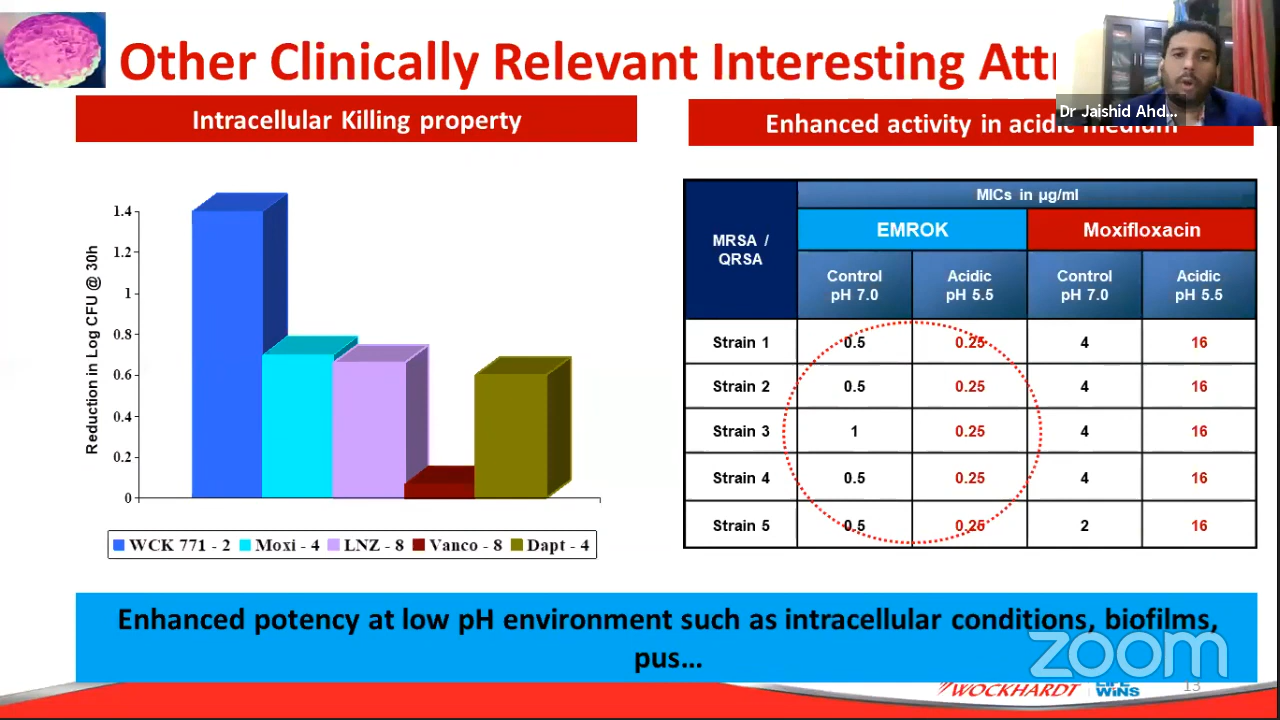 Other Clinically Relevant Interesting
Dr Jaishid Ahd...
Intracellular Killing property
Enhanced activity in acidic medium
Reduction in Log CFU @ 30h
1.4
1.2
1
0.8
0.6
0.4
0.2
0
WCK 771 - 2 Moxi - 4 LNZ - 8 Vanco - 8 Dapt - 4
MRSA /
QRSA
MICs in µg/ml
EMROK Moxifloxacin
Control Acidic Control Acidic
pH 7.0 pH 5.5 pH 7.0 pH 5.5
Strain 1 0.5 0.25 4 16
Strain 2 0.5 0.25 4 16
Strain 3 1 0.25 4 16
Strain 4 0.5 0.25 4 16
Strain 5 0.5 0.25 2 16
Enhanced potency at low pH environment such as intracellular conditions, biofilms,
pus...
zoom
WOCKHARDT LIFE WINS
13